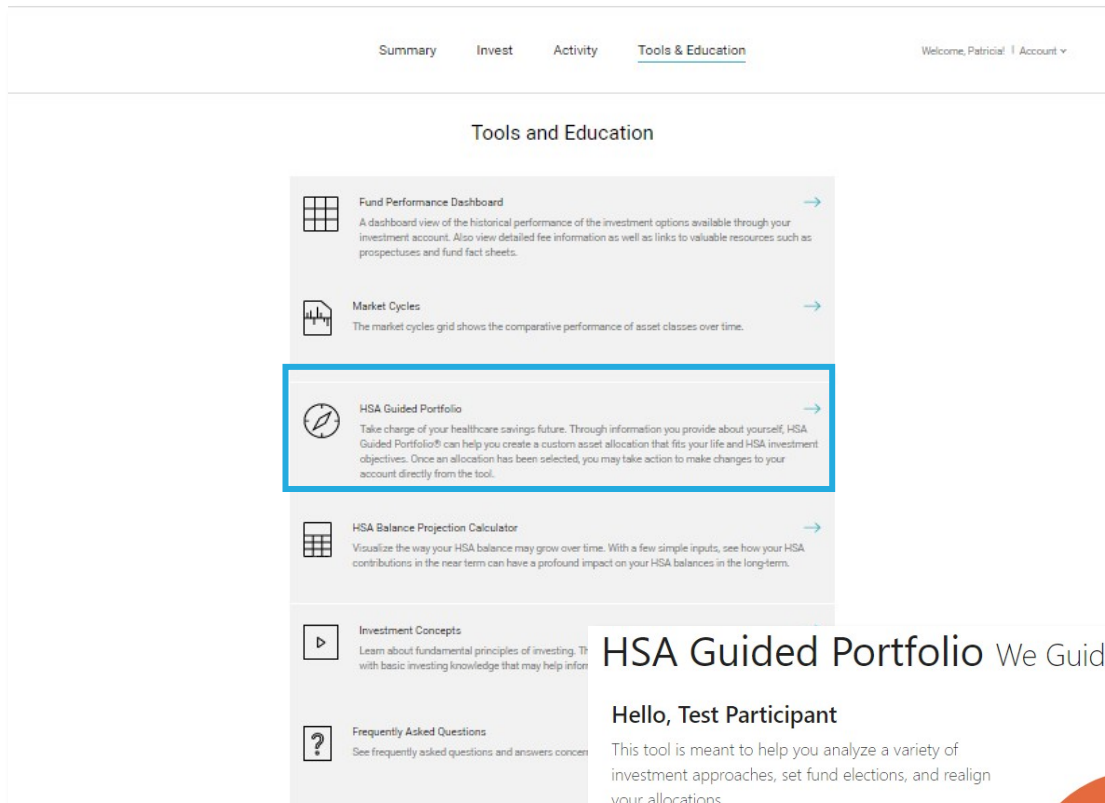 Summary Invest Activity Tools & Education Welcome, Patricia! | Account
Tools and Education
Fund Performance Dashboard
A dashboard view of the historical performance of the investment options available through your
investment account. Also view detailed fee information as well as links to valuable resources such as
prospectuses and fund fact sheets.
Market Cycles
The market cycles grid shows the comparative performance of asset classes over time.
HSA Guided Portfolio
Take charge of your healthcare savings future. Through information you provide about yourself, HSA
Guided Portfolio® can help you create a custom asset allocation that fits your life and HSA investment
objectives. Once an allocation has been selected, you may take action to make changes to your
account directly from the tool.
HSA Balance Projection Calculator
Visualize the way your HSA balance may grow over time. With a few simple inputs, see how your HSA
contributions in the near term can have a profound impact on your HSA balances in the long-term.
Investment Concepts
Learn about fundamental principles of investing. Th
with basic investing knowledge that may help infor
Frequently Asked Questions
See frequently asked questions and answers concer
HSA Guided Portfolio We Guid
Hello, Test Participant
This tool is meant to help you analyze a variety of
investment approaches, set fund elections, and realign
your allocations